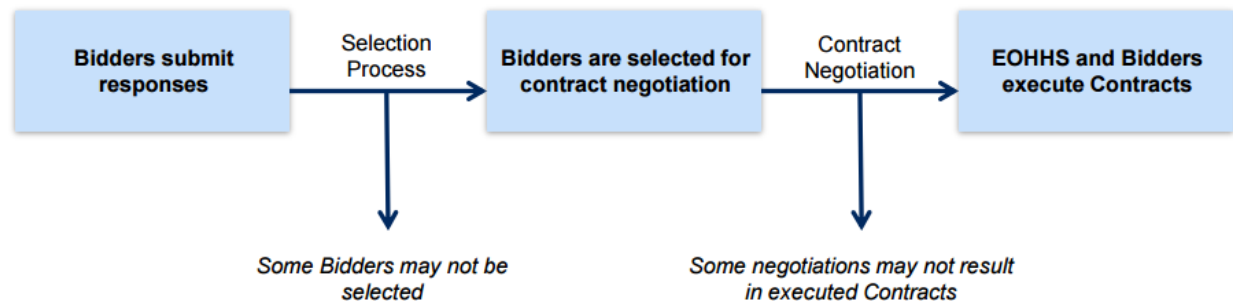 Bidders submit
responses
Selection
Process
Bidders are selected for
contract negotiation
Contract
Negotiation
EOHHS and Bidders
execute Contracts
Some Bidders may not be
selected
Some negotiations may not result
in executed Contracts